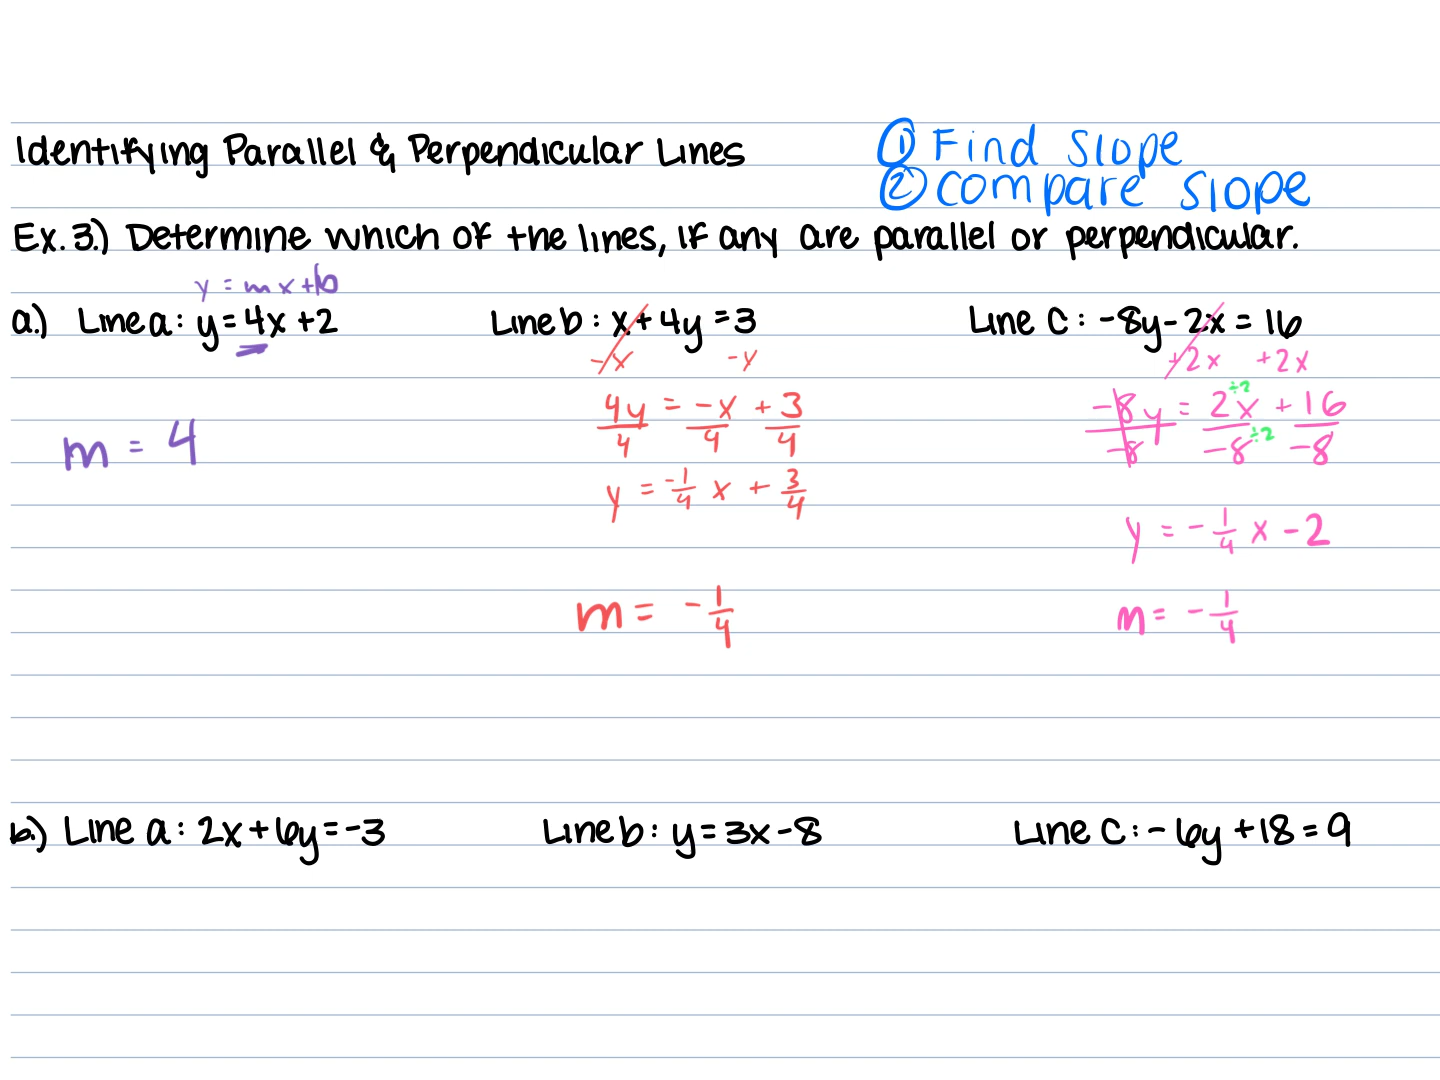 Identifying Parallel & Perpendicular Lines
① Find Slope
② Compare Slope
Ex. 3.) Determine which of the lines, if any are parallel or perpendicular.
y = mx+b
a.) Line a: y = 4x + 2
Line b: x + 4y = 3
Line c: -8y - 2x = 16
-x -x
+2x +2x
4y/4 = -x/4 + 3/4
-8y/-8 = 2x/-8 + 16/-8
÷2
÷2
m = 4
y = -1/4 x + 3/4
y = -1/4 x - 2
m = -1/4
m = -1/4
b.) Line a: 2x + 6y = -3
Line b: y = 3x - 8
Line c: -6y + 18 = 9